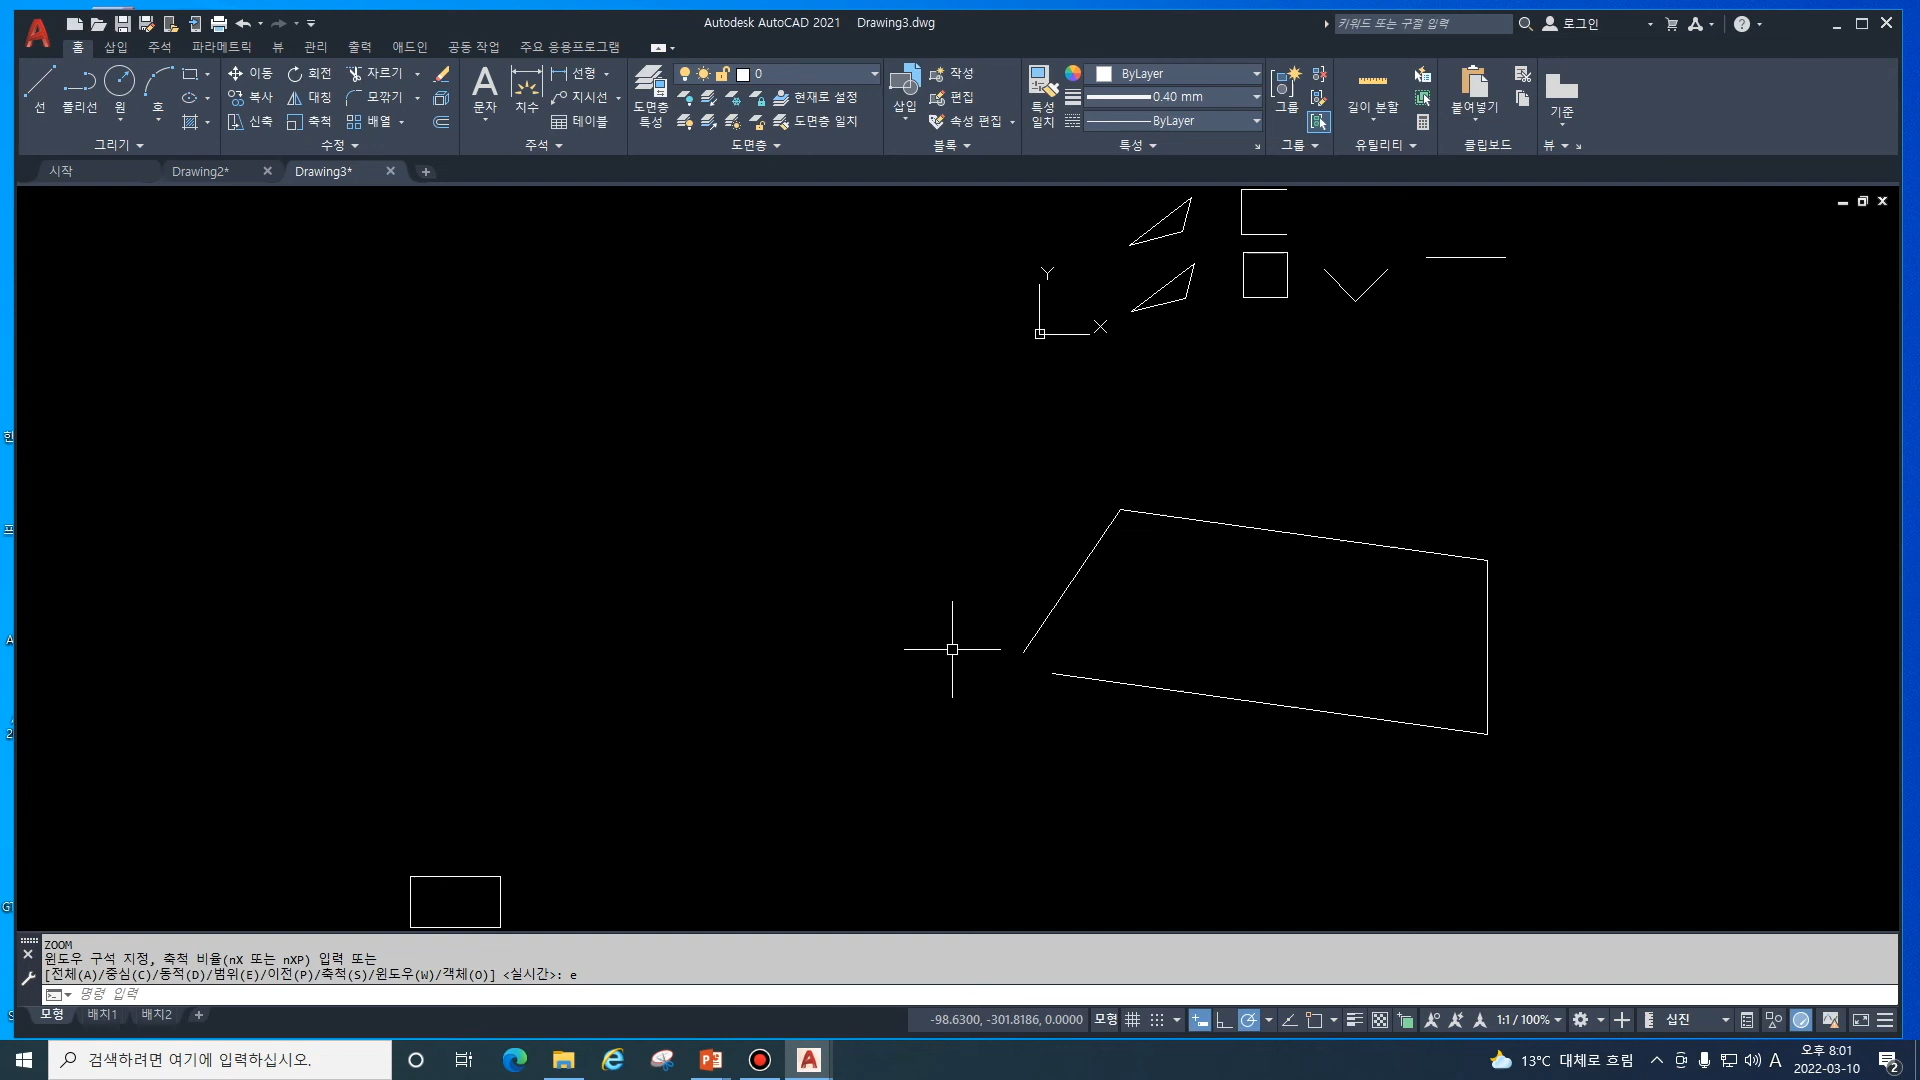 Autodesk AutoCAD 2021 Drawing3.dwg
키워드 또는 구절 입력
로그인
홈 삽입 주석 파라메트릭 뷰 관리 출력 애드인 공동 작업 주요 응용프로그램
선 폴리선 원 호
이동 회전 자르기
복사 대칭 모깎기
신축 축척 배열
문자 치수
선형
지시선
테이블
도면층 특성
0
현재로 설정
도면층 일치
삽입
작성
편집
속성 편집
특성 일치
ByLayer
0.40 mm
ByLayer
그룹
길이 분할
붙여넣기
기준
그리기 수정 주석 도면층 블록 특성 그룹 유틸리티 클립보드 뷰
시작 Drawing2* Drawing3*
Y
X
ZOOM
윈도우 구석 지정, 축척 비율(nX 또는 nXP) 입력 또는
[전체(A)/중심(C)/동적(D)/범위(E)/이전(P)/축척(S)/윈도우(W)/객체(O)] <실시간>: e
명령 입력
모형 배치1 배치2
-98.6300, -301.8186, 0.0000 모형 1:1 / 100% 십진
검색하려면 여기에 입력하십시오.
13°C 대체로 흐림
A
오후 8:01
2022-03-10
2